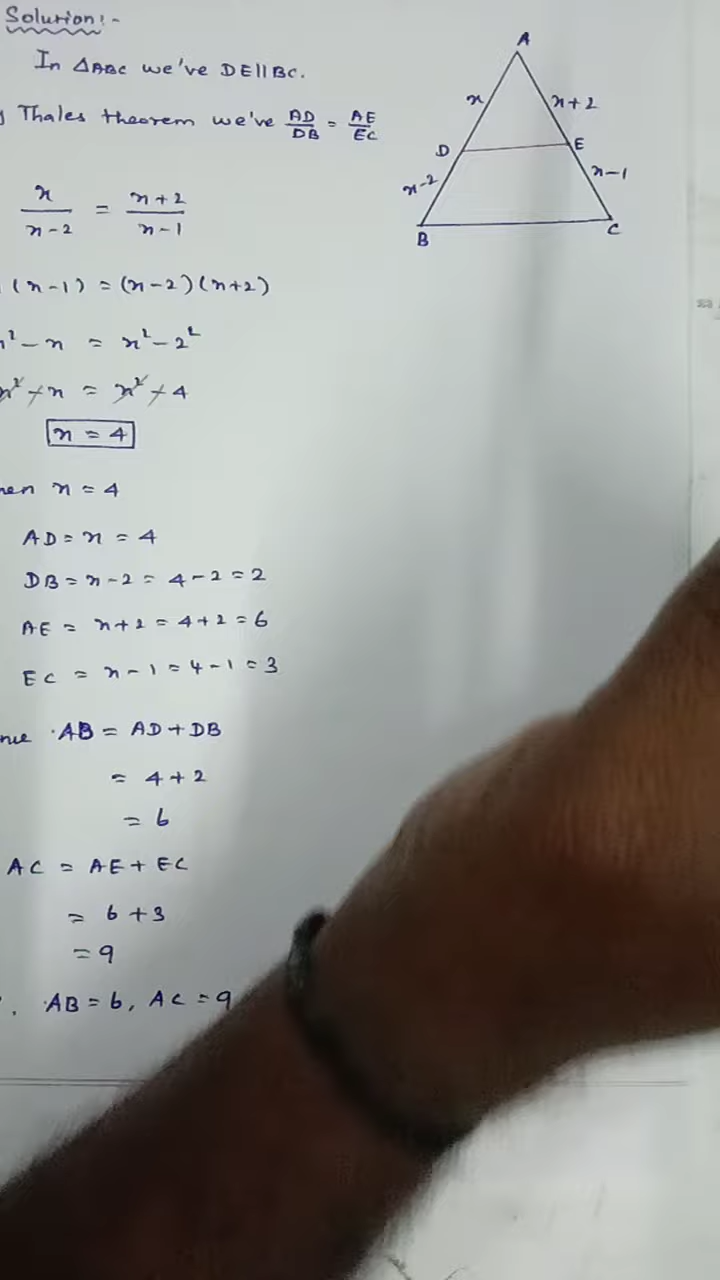 Solution:-
In △ABC we've DE||BC.
Thales theorem we've AD/DB = AE/EC
x/x-2 = x+2/x-1
(x-1) = (x-2)(x+2)
x² - x = x² - 2²
x² - x = x² - 4
x = 4
x = 4
AD = x = 4
DB = x-2 = 4-2 = 2
AE = x+2 = 4+2 = 6
EC = x-1 = 4-1 = 3
AB = AD + DB
= 4+2
= 6
AC = AE + EC
= 6+3
= 9
AB = 6, AC = 9
A
x
x+2
D
E
x-2
x-1
B
C